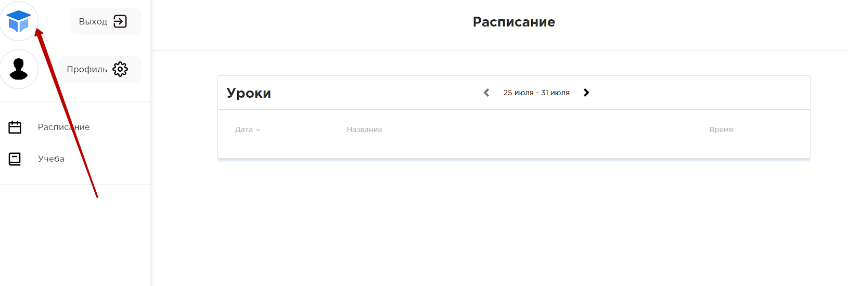 Выход
Профиль
Расписание
Учеба
Расписание
Уроки
25 июля - 31 июля
Дата Название Время